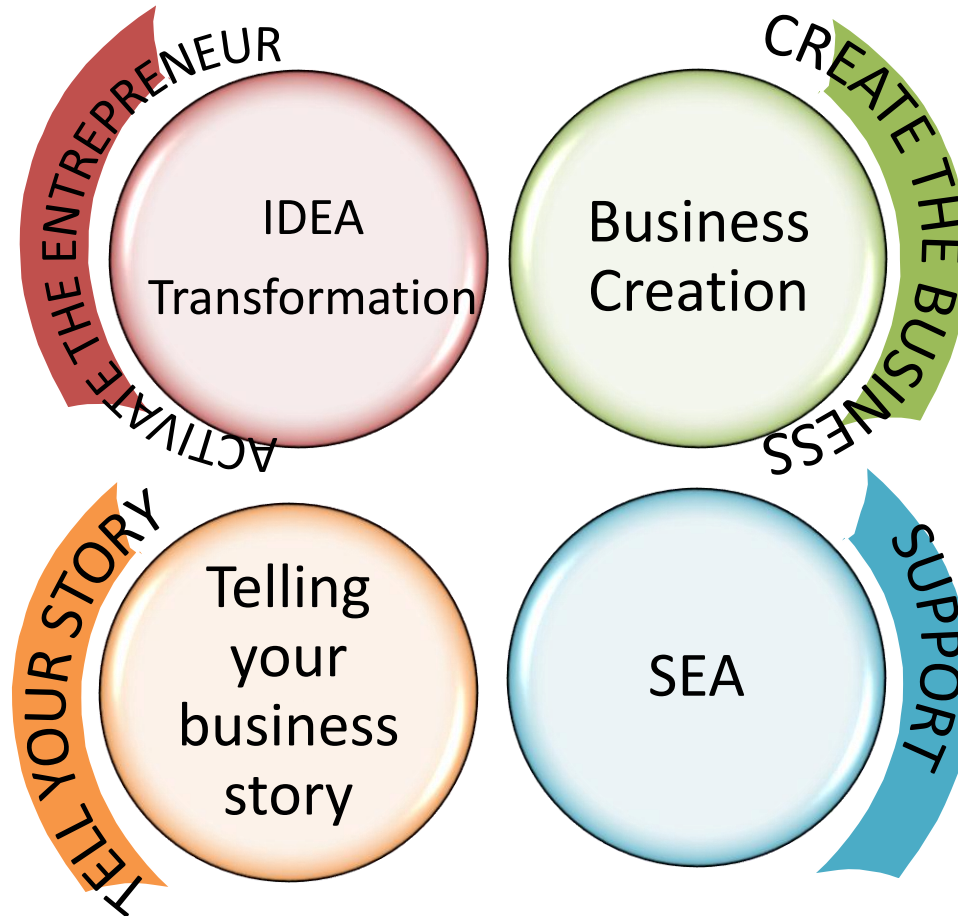 ACTIVATE THE ENTREPRENEUR
IDEA
Transformation
CREATE THE BUSINESS
Business
Creation
TELL YOUR STORY
Telling
your
business
story
SUPPORT
SEA